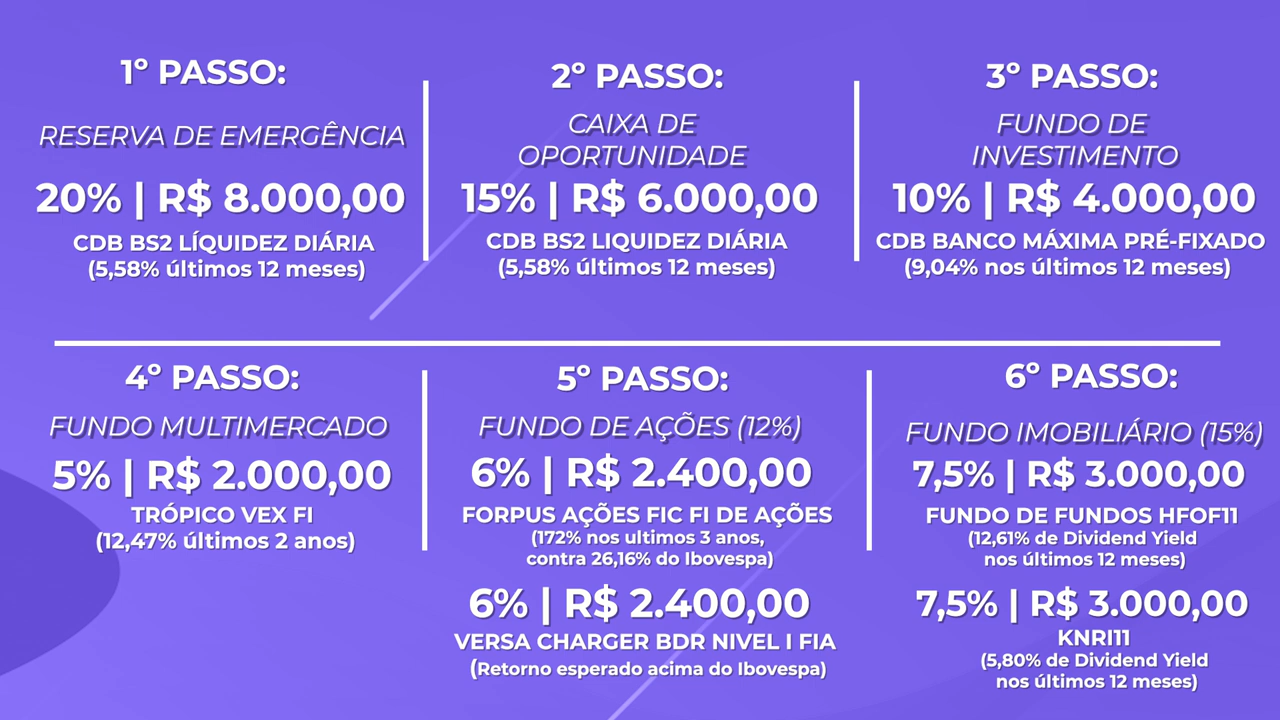 1º PASSO:
RESERVA DE EMERGÊNCIA
20% | R$ 8.000,00
CDB BS2 LÍQUIDEZ DIÁRIA
(5,58% últimos 12 meses)
2º PASSO:
CAIXA DE
OPORTUNIDADE
15% | R$ 6.000,00
CDB BS2 LIQUIDEZ DIÁRIA
(5,58% últimos 12 meses)
3º PASSO:
FUNDO DE
INVESTIMENTO
10% | R$ 4.000,00
CDB BANCO MÁXIMA PRÉ-FIXADO
(9,04% nos últimos 12 meses)
4º PASSO:
FUNDO MULTIMERCADO
5% | R$ 2.000,00
TRÓPICO VEX FI
(12,47% últimos 2 anos)
5º PASSO:
FUNDO DE AÇÕES (12%)
6% | R$ 2.400,00
FORPUS AÇÕES FIC FI DE AÇÕES
(172% nos ultimos 3 anos,
contra 26,16% do Ibovespa)
6% | R$ 2.400,00
VERSA CHARGER BDR NIVEL I FIA
(Retorno esperado acima do Ibovespa)
6º PASSO:
FUNDO IMOBILIÁRIO (15%)
7,5% | R$ 3.000,00
FUNDO DE FUNDOS HFOF11
(12,61% de Dividend Yield
nos últimos 12 meses)
7,5% | R$ 3.000,00
KNRI11
(5,80% de Dividend Yield
nos últimos 12 meses)